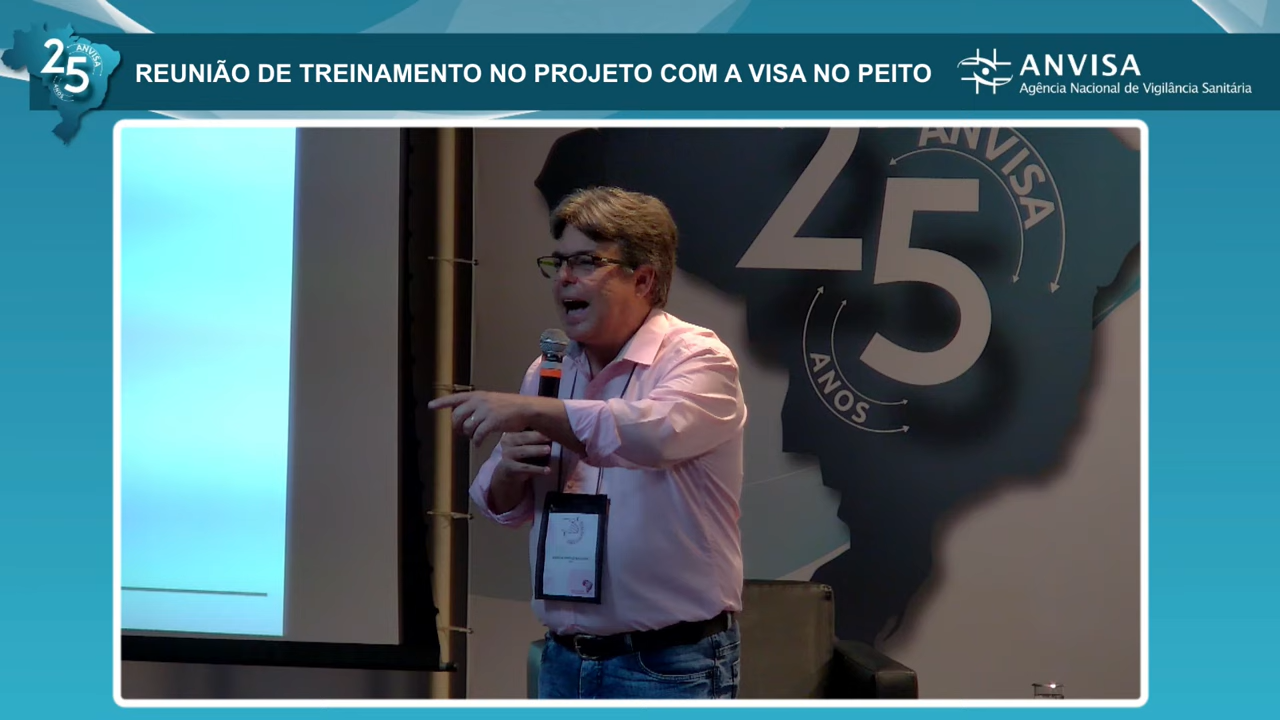 25
ANVISA
ANOS
REUNIÃO DE TREINAMENTO NO PROJETO COM A VISA NO PEITO
ANVISA
Agência Nacional de Vigilância Sanitária
ANVISA
25
ANOS